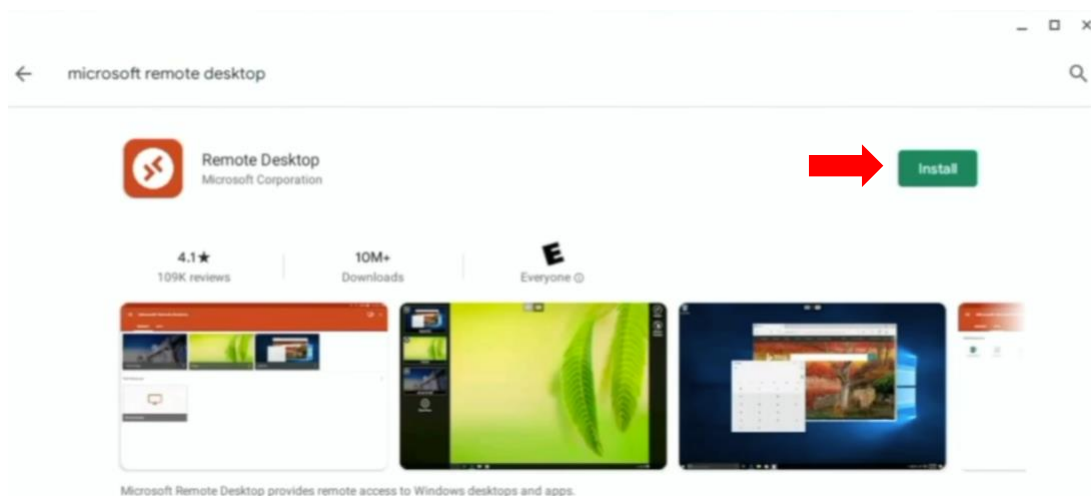 microsoft remote desktop
Remote Desktop
Microsoft Corporation
Install
4.1★
109K reviews
10M+
Downloads
E
Everyone
Microsoft Remote Desktop provides remote access to Windows desktops and apps.